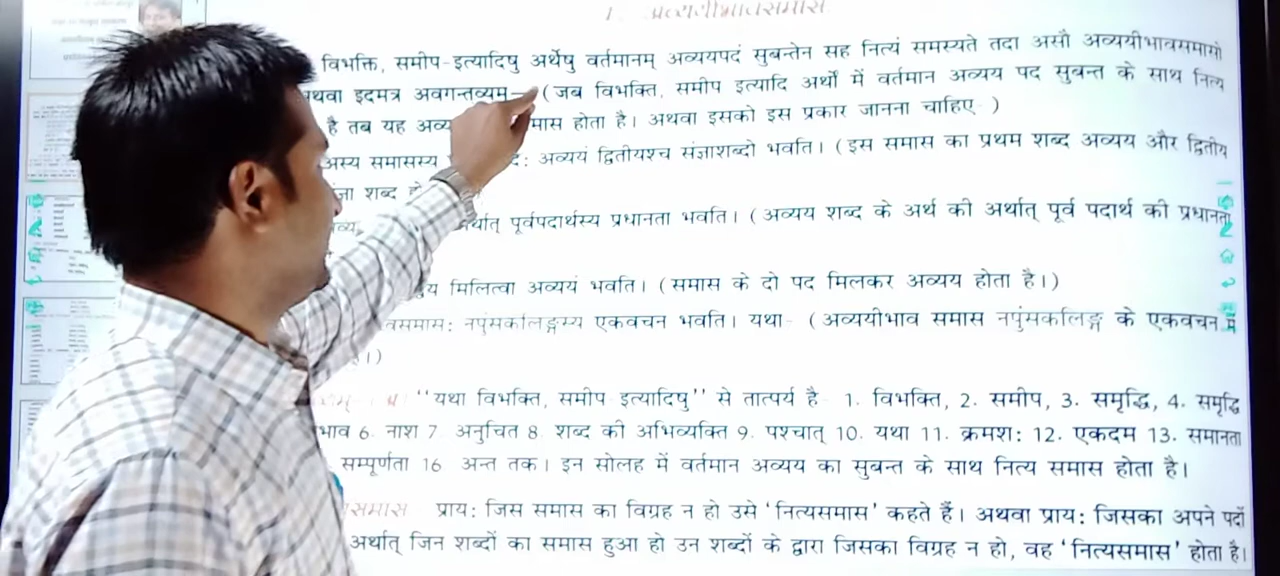 1. अव्ययीभावसमासः
विभक्ति, समीप-इत्यादिषु अर्थेषु वर्तमानम् अव्ययपदं सुबन्तेन सह नित्यं समस्यते तदा असौ अव्ययीभावसमासो
अथवा इदमत्र अवगन्तव्यम्— (जब विभक्ति, समीप इत्यादि अर्थों में वर्तमान अव्यय पद सुबन्त के साथ नित्य
है तब यह मास होता है। अथवा इसको इस प्रकार जानना चाहिए- )
अस्य समासस्य अव्ययं द्वितीयश्च संज्ञाशब्दो भवति। (इस समास का प्रथम शब्द अव्यय और द्वितीय
शब्द
अर्थात् पूर्वपदार्थस्य प्रधानता भवति। (अव्यय शब्द के अर्थ की अर्थात् पूर्व पदार्थ की प्रधानता
मिलित्वा अव्ययं भवति। (समास के दो पद मिलकर अव्यय होता है।)
वसमास: नपुंसकलिङ्गस्य एकवचन भवति। यथा- (अव्ययीभाव समास नपुंसकलिङ्ग के एकवचन में
।)
"यथा विभक्ति, समीप इत्यादिषु" से तात्पर्य है 1. विभक्ति, 2. समीप, 3. समृद्धि, 4. समृद्धि
भाव 6. नाश 7. अनुचित 8. शब्द की अभिव्यक्ति 9. पश्चात् 10. यथा 11. क्रमश: 12. एकदम 13. समानता
सम्पूर्णता 16 अन्त तक। इन सोलह में वर्तमान अव्यय का सुबन्त के साथ नित्य समास होता है।
समास प्राय: जिस समास का विग्रह न हो उसे 'नित्यसमास' कहते हैं। अथवा प्राय: जिसका अपने पदों
अर्थात् जिन शब्दों का समास हुआ हो उन शब्दों के द्वारा जिसका विग्रह न हो, वह 'नित्यसमास' होता है।